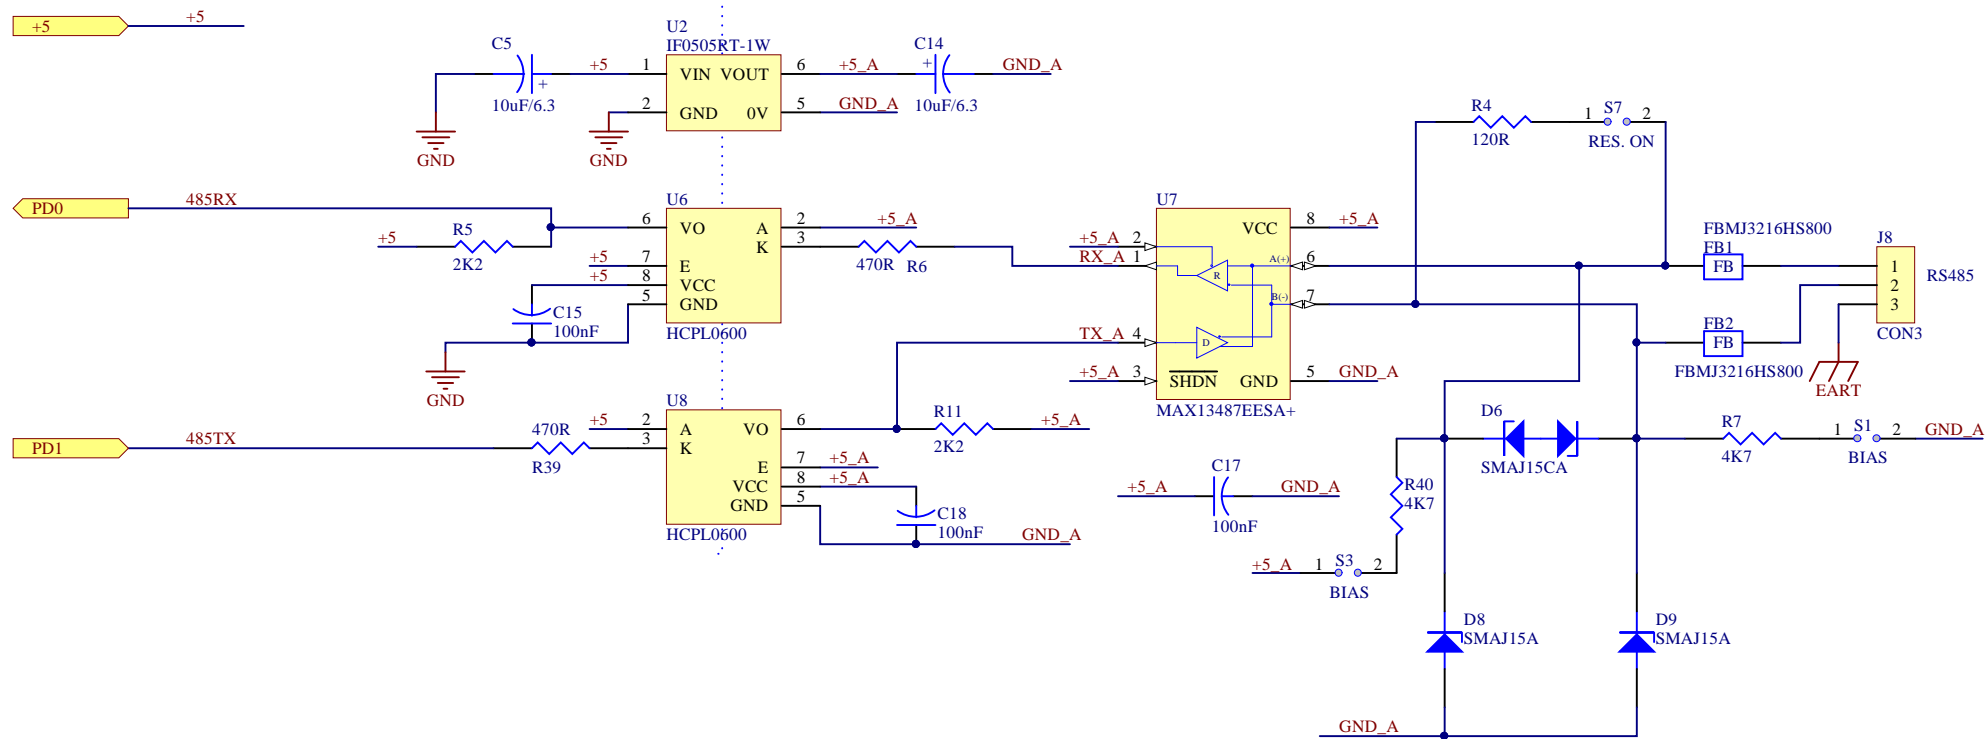 +5
+5
U2
IF0505RT-1W
C5
+
10uF/6.3
+5
1
VIN
VOUT
6
+5_A
C14
+
10uF/6.3
GND_A
2
GND
0V
5
GND_A
GND
GND
R4
120R
1
S7
2
RES. ON
PD0
485RX
R5
+5
2K2
U6
6
VO
A
2
+5_A
K
3
470R
R6
+5
7
E
+5
8
VCC
5
GND
HCPL0600
C15
100nF
GND
U7
VCC
8
+5_A
+5_A
2
RX_A
1
R
A(+)
6
B(-)
7
TX_A
4
D
+5_A
3
SHDN
GND
5
GND_A
MAX13487EESA+
FBMJ3216HS800
FB1
FB
FB2
FB
FBMJ3216HS800
J8
1
2
3
RS485
CON3
EART
PD1
485TX
470R
R39
U8
+5
2
A
3
K
VO
6
R11
2K2
+5_A
E
7
+5_A
VCC
8
+5_A
GND
5
HCPL0600
C18
100nF
GND_A
C17
+5_A
100nF
GND_A
D6
SMAJ15CA
R7
4K7
1
S1
2
BIAS
GND_A
R40
4K7
+5_A
1
S3
2
BIAS
D8
SMAJ15A
D9
SMAJ15A
GND_A